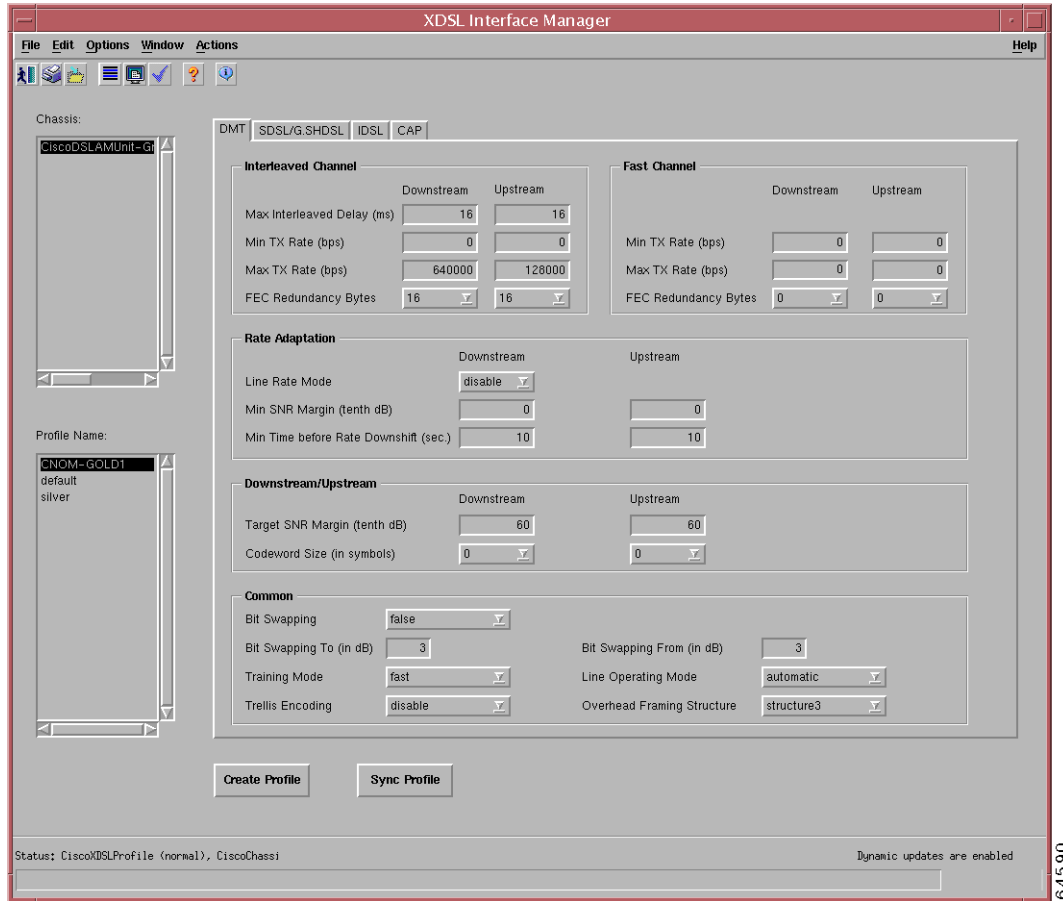 XDSL Interface Manager
File Edit Options Window Actions Help
Chassis:
CiscoDSLAMUnit-Gr
DMT SDSL/G.SHDSL IDSL CAP
Interleaved Channel
Downstream Upstream
Max Interleaved Delay (ms) 16 16
Min TX Rate (bps) 0 0
Max TX Rate (bps) 640000 128000
FEC Redundancy Bytes 16 16
Fast Channel
Downstream Upstream
Min TX Rate (bps) 0 0
Max TX Rate (bps) 0 0
FEC Redundancy Bytes 0 0
Rate Adaptation
Downstream Upstream
Line Rate Mode disable
Min SNR Margin (tenth dB) 0 0
Min Time before Rate Downshift (sec.) 10 10
Profile Name:
CNOM-GOLD1
default
silver
Downstream/Upstream
Downstream Upstream
Target SNR Margin (tenth dB) 60 60
Codeword Size (in symbols) 0 0
Common
Bit Swapping false
Bit Swapping To (in dB) 3 Bit Swapping From (in dB) 3
Training Mode fast Line Operating Mode automatic
Trellis Encoding disable Overhead Framing Structure structure3
Create Profile Sync Profile
Status: CiscoXDSLProfile (normal), CiscoChassi Dynamic updates are enabled
64590